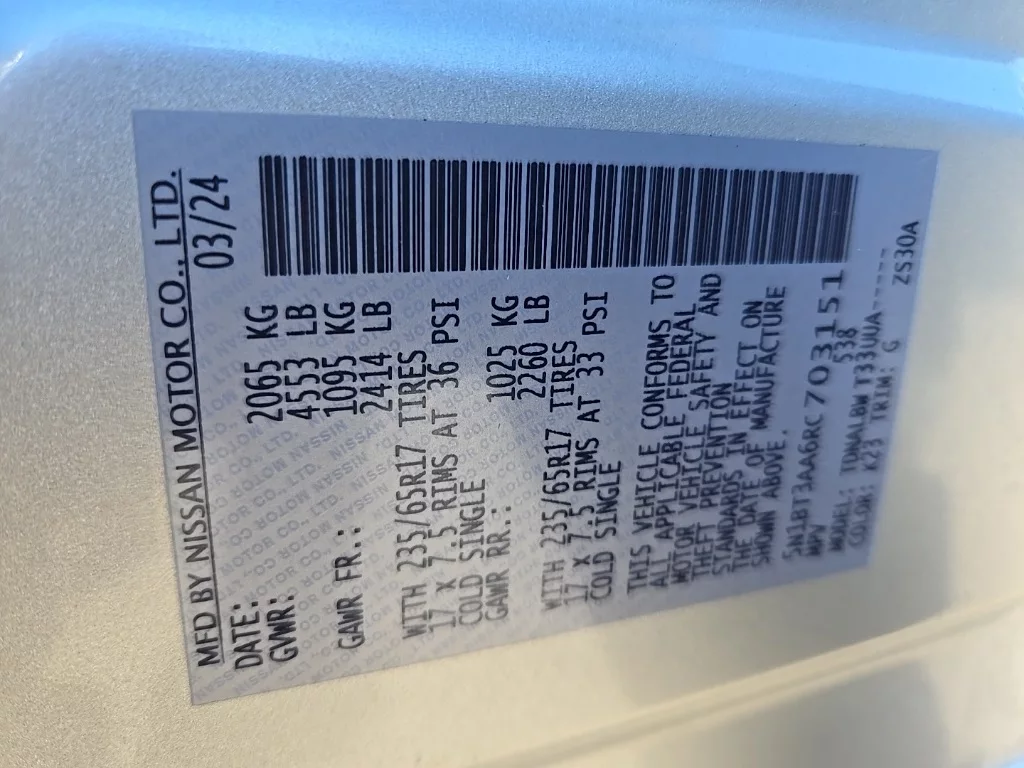 MFD BY NISSAN MOTOR CO., LTD.
DATE: 03/24
GVWR: 2065 KG
4553 LB
GAWR FR.: 1095 KG
2414 LB
WITH 235/65R17 TIRES
17 X 7.5 RIMS AT 36 PSI
COLD SINGLE
GAWR RR.: 1025 KG
2260 LB
WITH 235/65R17 TIRES
17 X 7.5 RIMS AT 33 PSI
COLD SINGLE
THIS VEHICLE CONFORMS TO
ALL APPLICABLE FEDERAL
MOTOR VEHICLE SAFETY AND
THEFT PREVENTION
STANDARDS IN EFFECT ON
THE DATE OF MANUFACTURE
SHOWN ABOVE.
5N1BT3AA6RC703151
MPV 538
MODEL: TDNALBW T33UUA-----
COLOR: K23 TRIM: G ZS30A